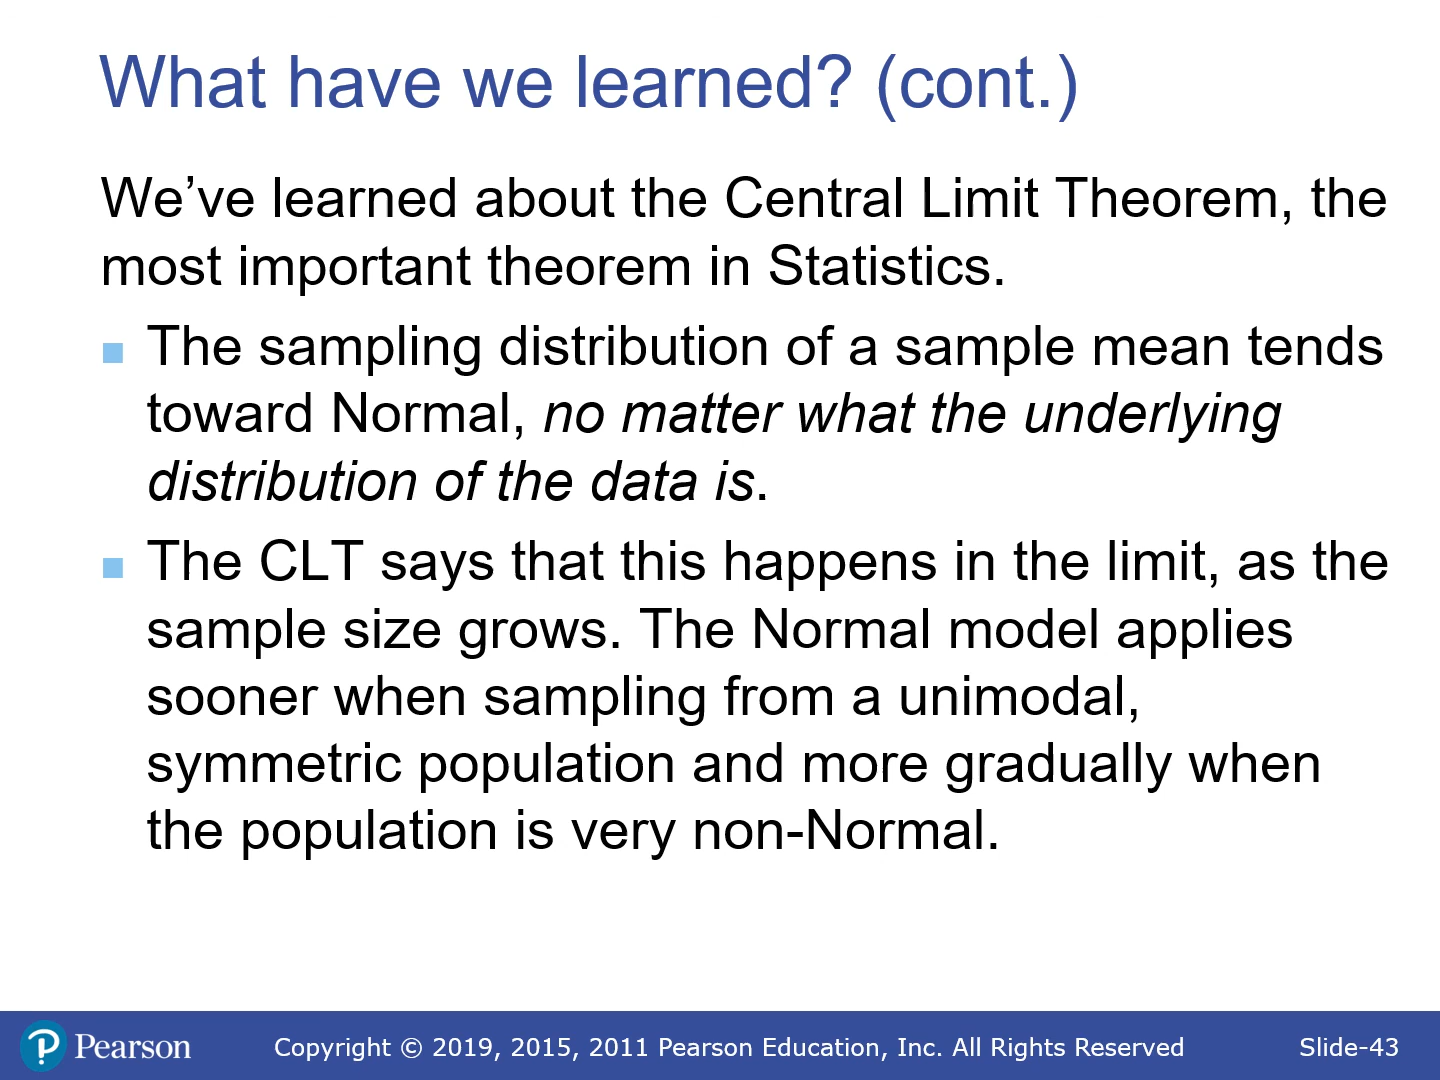 What have we learned? (cont.)
We’ve learned about the Central Limit Theorem, the
most important theorem in Statistics.
■ The sampling distribution of a sample mean tends
toward Normal, no matter what the underlying
distribution of the data is.
■ The CLT says that this happens in the limit, as the
sample size grows. The Normal model applies
sooner when sampling from a unimodal,
symmetric population and more gradually when
the population is very non-Normal.
Pearson Copyright © 2019, 2015, 2011 Pearson Education, Inc. All Rights Reserved Slide-43